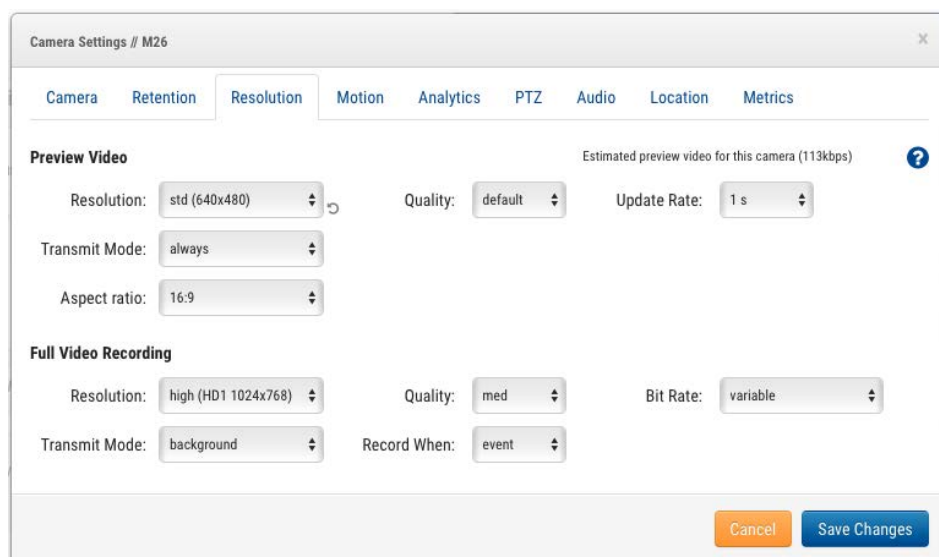 Camera Settings // M26 ×
Camera Retention Resolution Motion Analytics PTZ Audio Location Metrics
Preview Video Estimated preview video for this camera (113kbps) ?
Resolution: std (640x480) Quality: default Update Rate: 1 s
Transmit Mode: always
Aspect ratio: 16:9
Full Video Recording
Resolution: high (HD1 1024x768) Quality: med Bit Rate: variable
Transmit Mode: background Record When: event
Cancel Save Changes